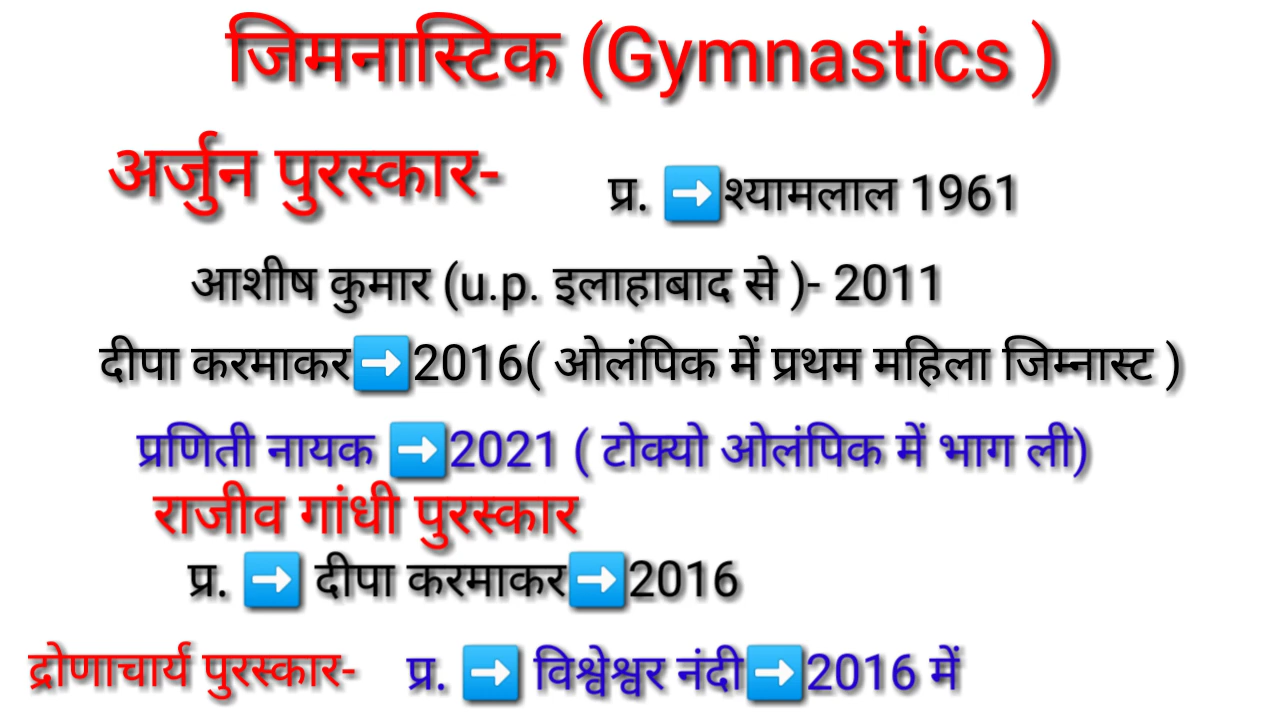 जिमनास्टिक (Gymnastics )
अर्जुन पुरस्कार- प्र. ➡श्यामलाल 1961
आशीष कुमार (u.p. इलाहाबाद से )- 2011
दीपा करमाकर➡2016( ओलंपिक में प्रथम महिला जिम्नास्ट )
प्रणिती नायक ➡2021 ( टोक्यो ओलंपिक में भाग ली)
राजीव गांधी पुरस्कार
प्र. ➡ दीपा करमाकर➡2016
द्रोणाचार्य पुरस्कार- प्र. ➡ विश्वेश्वर नंदी➡2016 में